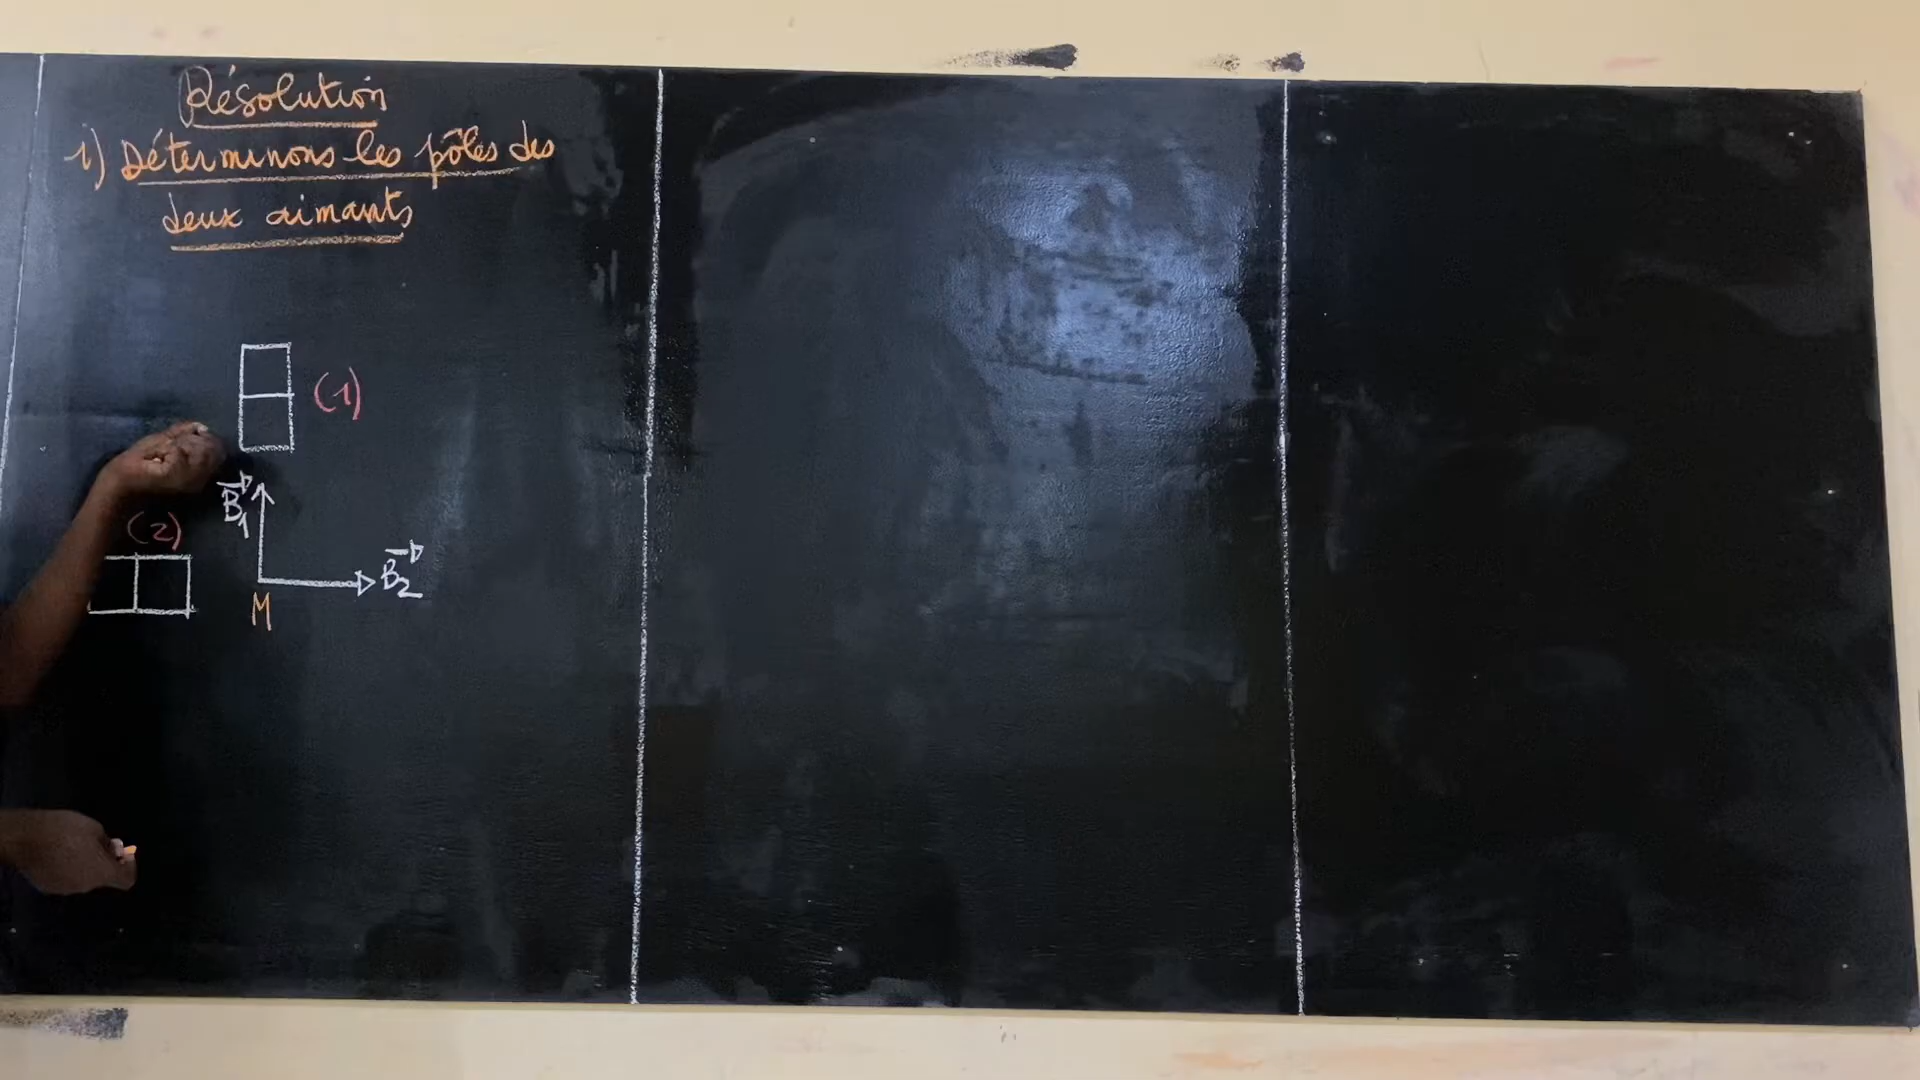 Résolution
1) Déterminons les pôles des
deux aimants
(1)
B₁
(2)
B₂
M